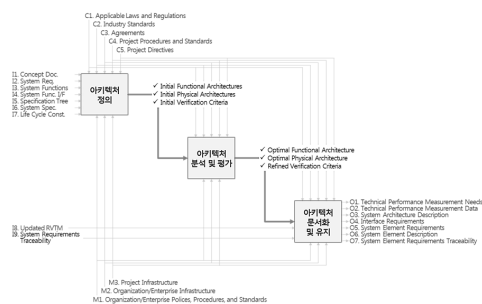 C1. Applicable Laws and Regulations
C2. Industry Standards
C3. Agreements
C4. Project Procedures and Standards
C5. Project Directives
I1. Concept Doc.
I2. System Req.
I3. System Functions
I4. System Func. I/F
I5. Specification Tree
I6. System Spec.
I7. Life Cycle Const.
아키텍처
정의
✓ Initial Functional Architectures
✓ Initial Physical Architectures
✓ Initial Verification Criteria
아키텍처
분석 및 평가
✓ Optimal Functional Architecture
✓ Optimal Physical Architecture
✓ Refined Verification Criteria
아키텍처
문서화
및 유지
I8. Updated RVTM
I9. System Requirements
Traceability
O1. Technical Performance Measurement Needs
O2. Technical Performance Measurement Data
O3. System Architecture Description
O4. Interface Requirements
O5. System Element Requirements
O6. System Element Description
O7. System Element Requirements Traceability
M3. Project Infrastructure
M2. Organization/Enterprise Infrastructure
M1. Organization/Enterprise Polices, Procedures, and Standards